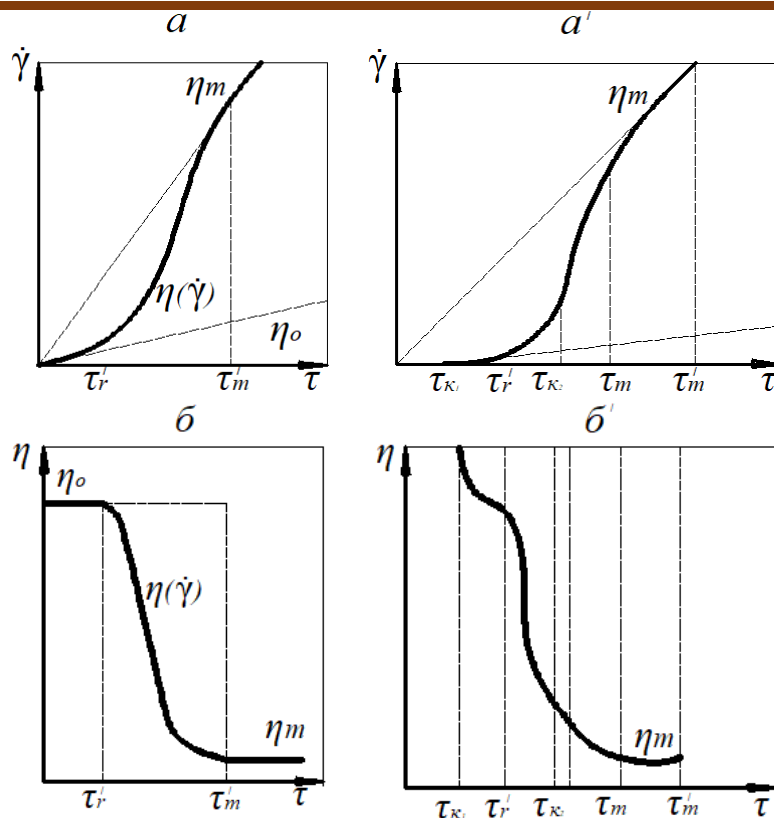 а
а'
γ̇
ηm
η(γ̇)
ηo
τr' τm' τ
γ̇
ηm
τк₁ τr' τк₂ τm τm' τ
б
б'
η
ηo
η(γ̇)
ηm
τr' τm' τ
η
ηm
τк₁ τr' τк₂ τm τm' τ